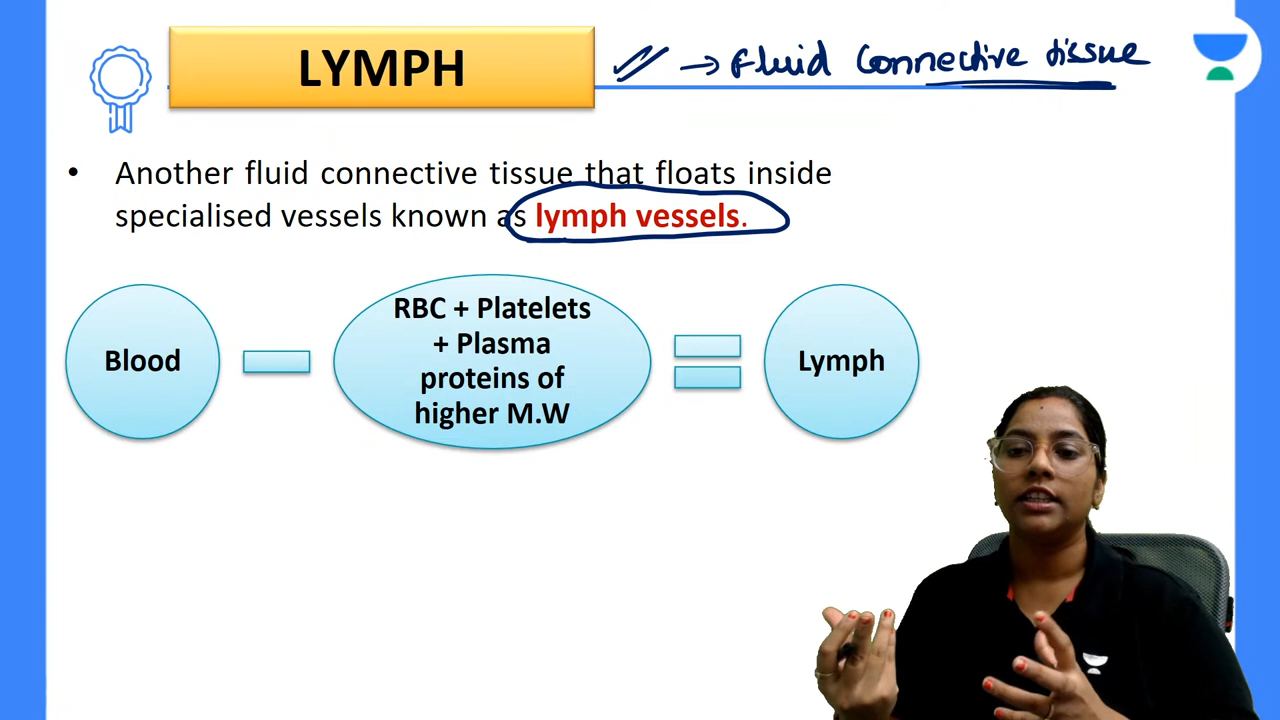 LYMPH
→ Fluid connective tissue
• Another fluid connective tissue that floats inside
specialised vessels known as lymph vessels.
Blood
RBC + Platelets
+ Plasma
proteins of
higher M.W
Lymph